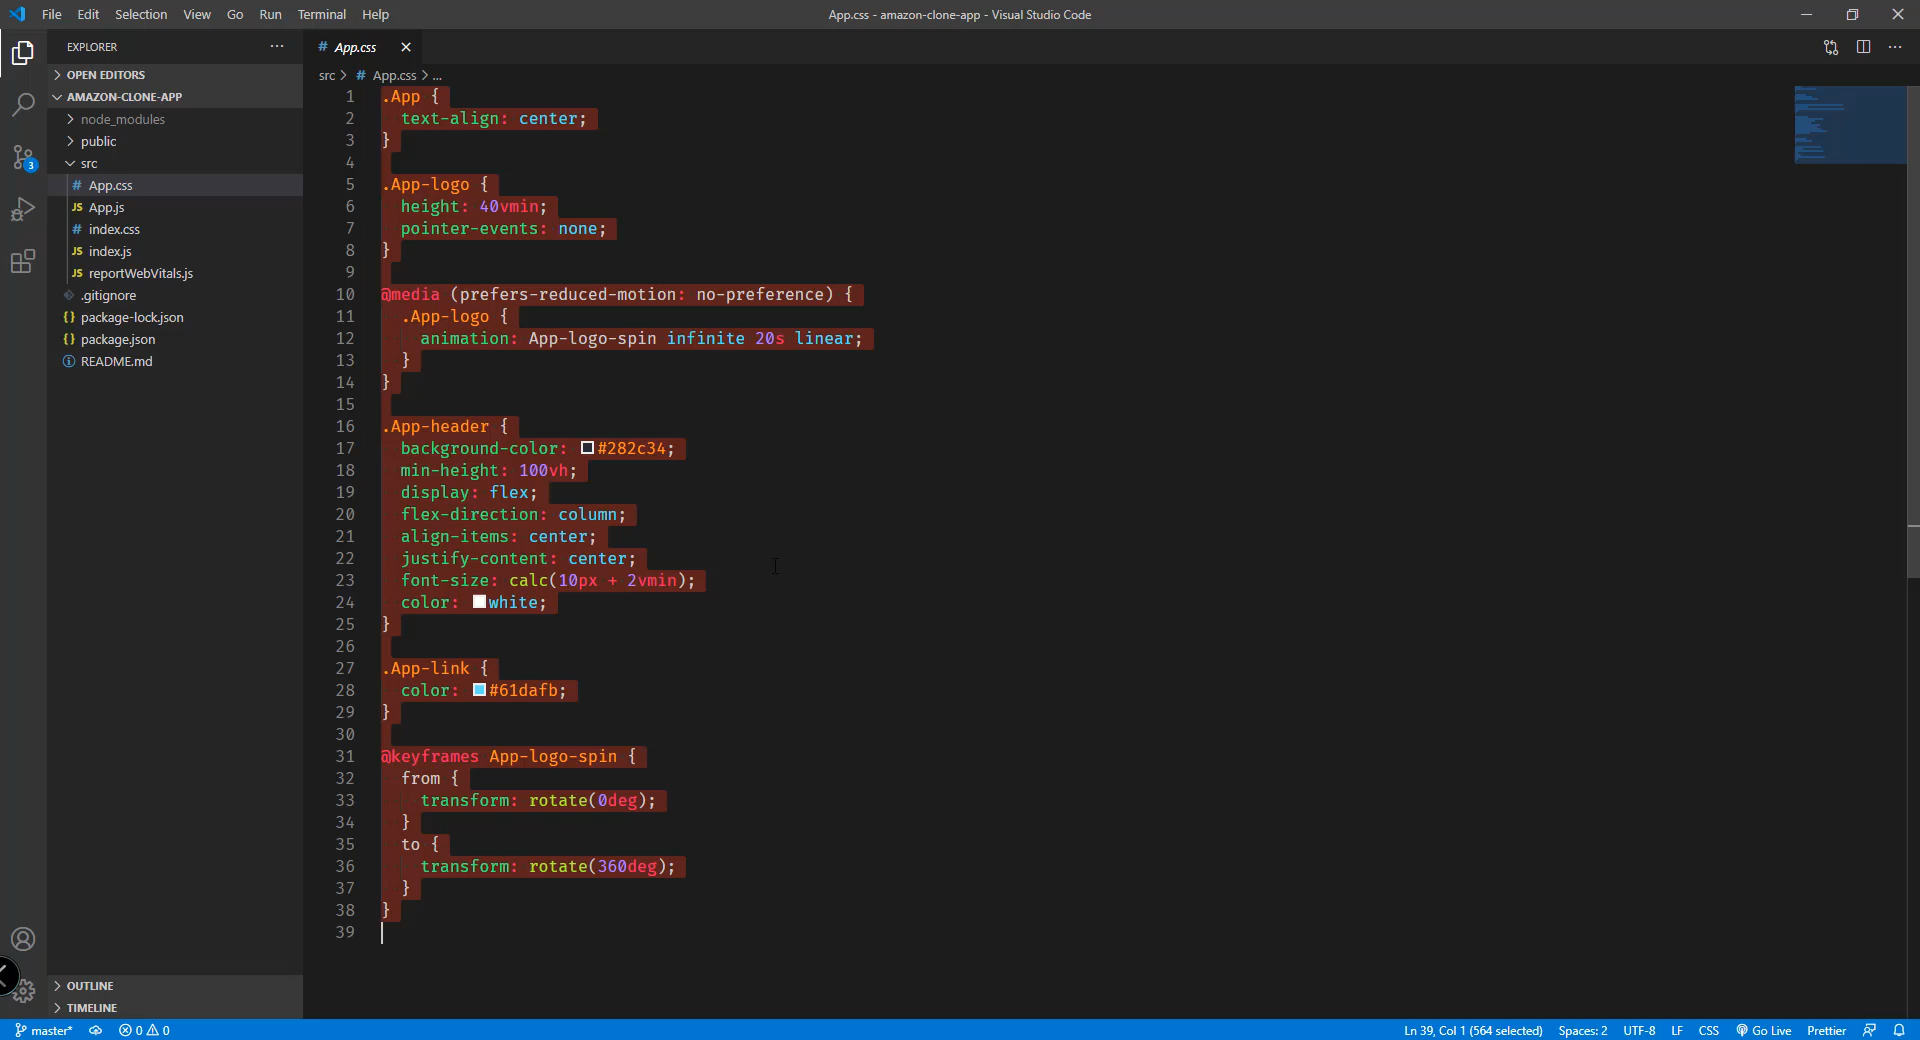 File Edit Selection View Go Run Terminal Help
App.css - amazon-clone-app - Visual Studio Code
EXPLORER
# App.css
OPEN EDITORS
AMAZON-CLONE-APP
node_modules
public
src
# App.css
JS App.js
# index.css
JS index.js
JS reportWebVitals.js
.gitignore
{} package-lock.json
{} package.json
README.md
OUTLINE
TIMELINE
3
src > # App.css > ...
1 .App {
2   text-align: center;
3 }
4
5 .App-logo {
6   height: 40vmin;
7   pointer-events: none;
8 }
9
10 @media (prefers-reduced-motion: no-preference) {
11   .App-logo {
12     animation: App-logo-spin infinite 20s linear;
13   }
14 }
15
16 .App-header {
17   background-color: #282c34;
18   min-height: 100vh;
19   display: flex;
20   flex-direction: column;
21   align-items: center;
22   justify-content: center;
23   font-size: calc(10px + 2vmin);
24   color: white;
25 }
26
27 .App-link {
28   color: #61dafb;
29 }
30
31 @keyframes App-logo-spin {
32   from {
33     transform: rotate(0deg);
34   }
35   to {
36     transform: rotate(360deg);
37   }
38 }
39
master* 0 0
Ln 39, Col 1 (564 selected) Spaces: 2 UTF-8 LF CSS Go Live Prettier